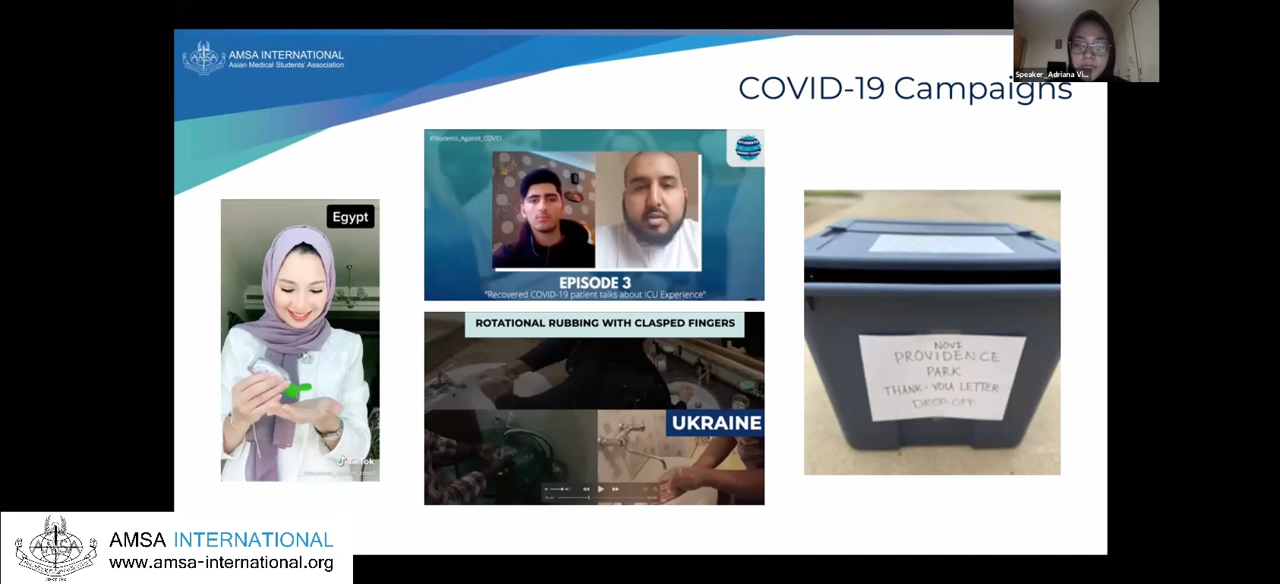 AMSA INTERNATIONAL
Asian Medical Students' Association
Speaker_Adriana Vi...
COVID-19 Campaigns
#Students_Against_COVID
Egypt
EPISODE 3
"Recovered COVID-19 patient talks about ICU Experience"
ROTATIONAL RUBBING WITH CLASPED FINGERS
UKRAINE
TikTok
NOVI
PROVIDENCE
PARK
THANK-YOU LETTER
DROP OFF
AMSA INTERNATIONAL
www.amsa-international.org